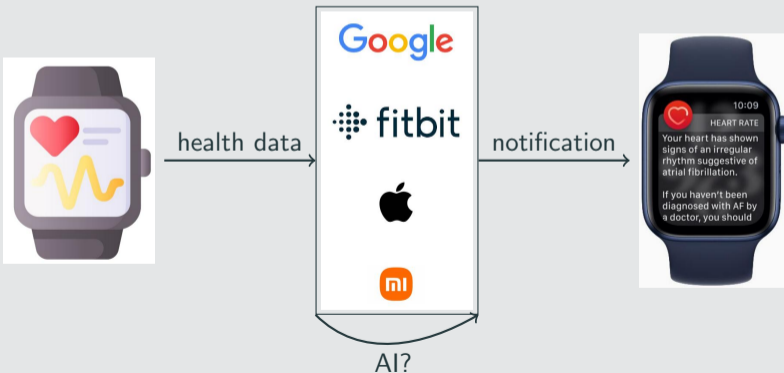 Google
fitbit
mi
health data
notification
10:09
HEART RATE
Your heart has shown
signs of an irregular
rhythm suggestive of
atrial fibrillation.
If you haven't been
diagnosed with AF by
a doctor, you should
AI?